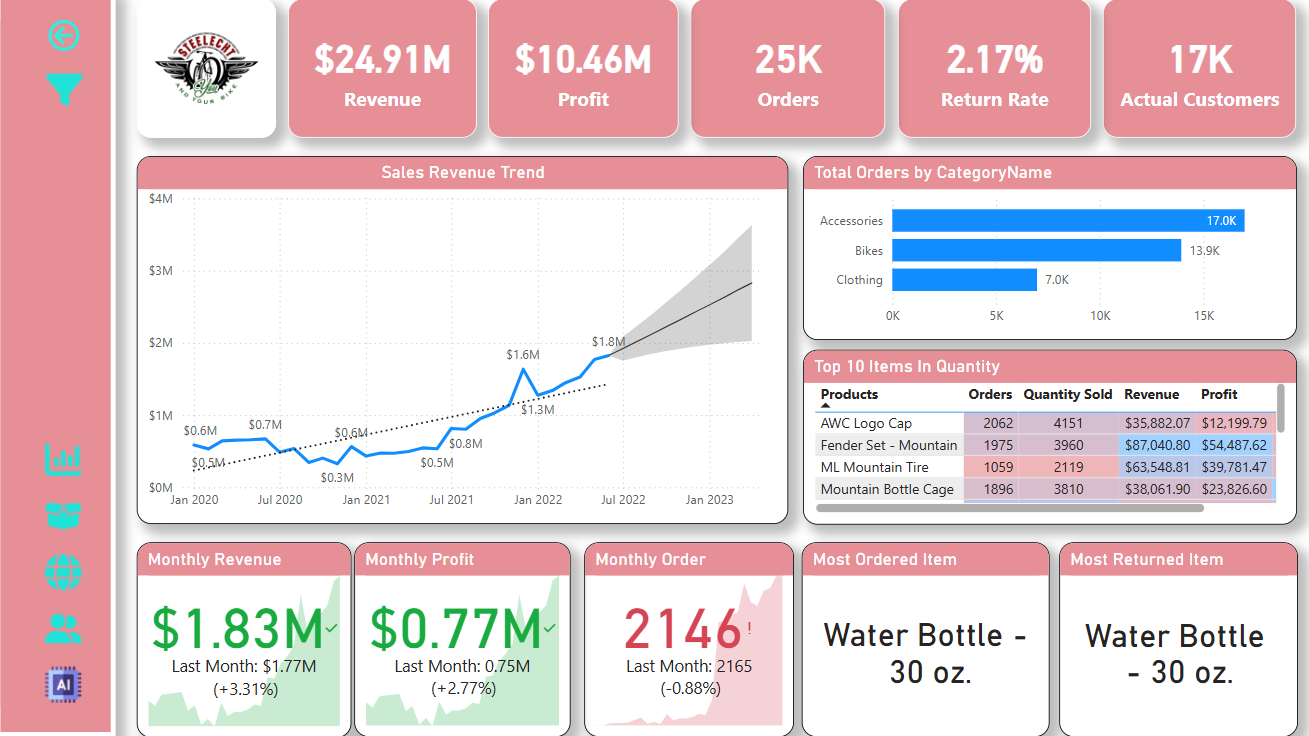 STEELECHT
You
AND YOUR BIKE
$24.91M
Revenue
$10.46M
Profit
25K
Orders
2.17%
Return Rate
17K
Actual Customers
Sales Revenue Trend
$4M
$3M
$2M
$1M
$0M
$0.6M
$0.5M
$0.7M
$0.3M
$0.6M
$0.5M
$0.8M
$1.6M
$1.3M
$1.8M
Jan 2020
Jul 2020
Jan 2021
Jul 2021
Jan 2022
Jul 2022
Jan 2023
Total Orders by CategoryName
Accessories 17.0K
Bikes 13.9K
Clothing 7.0K
0K 5K 10K 15K
Top 10 Items In Quantity
Products Orders Quantity Sold Revenue Profit
AWC Logo Cap 2062 4151 $35,882.07 $12,199.79
Fender Set - Mountain 1975 3960 $87,040.80 $54,487.62
ML Mountain Tire 1059 2119 $63,548.81 $39,781.47
Mountain Bottle Cage 1896 3810 $38,061.90 $23,826.60
Monthly Revenue
$1.83M
Last Month: $1.77M
(+3.31%)
Monthly Profit
$0.77M
Last Month: 0.75M
(+2.77%)
Monthly Order
2146!
Last Month: 2165
(-0.88%)
Most Ordered Item
Water Bottle -
30 oz.
Most Returned Item
Water Bottle
- 30 oz.
AI